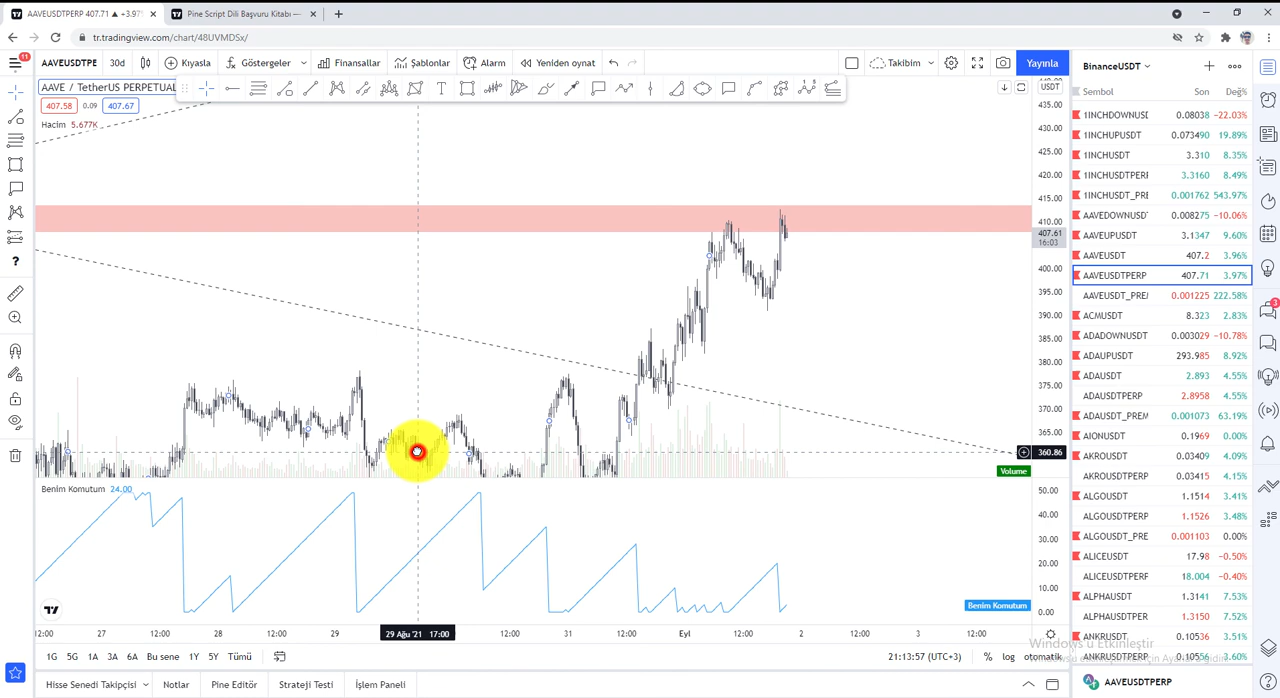 AAVEUSDTPERP 407.71 ▲ +3.97%
Pine Script Dili Başvuru Kitabı —
tr.tradingview.com/chart/48UVMDSx/
11
AAVEUSDTPE
30d
Kıyasla
Göstergeler
Finansallar
Şablonlar
Alarm
Yeniden oynat
Takibim
Yayınla
AAVE / TetherUS PERPETUAL
407.58
0.09
407.67
Hacim 5.677K
USDT
435.00
430.00
425.00
420.00
415.00
410.00
407.61
16:03
400.00
395.00
390.00
385.00
380.00
375.00
370.00
365.00
360.86
Volume
Benim Komutum 24.00
50.00
40.00
30.00
20.00
10.00
0.00
Benim Komutum
12:00
27
12:00
28
12:00
29
29 Ağu '21 17:00
12:00
31
12:00
Eyl
12:00
2
12:00
3
12:00
1G 5G 1A 3A 6A Bu sene 1Y 5Y Tümü
21:13:57 (UTC+3)
% log otomatik
Hisse Senedi Takipçisi
Notlar
Pine Editör
Strateji Testi
İşlem Paneli
BinanceUSDT
Sembol Son Değ%
1INCHDOWNUSD 0.08038 -22.03%
1INCHUPUSDT 0.073490 19.89%
1INCHUSDT 3.310 8.35%
1INCHUSDTPERI 3.3160 8.49%
1INCHUSDT_PRE 0.001762 543.97%
AAVEDOWNUSD 0.008275 -10.06%
AAVEUPUSDT 3.1347 9.60%
AAVEUSDT 407.2 3.96%
AAVEUSDTPERP 407.71 3.97%
AAVEUSDT_PREM 0.001225 222.58%
ACMUSDT 8.323 2.83%
ADADOWNUSDT 0.003029 -10.78%
ADAUPUSDT 293.985 8.92%
ADAUSDT 2.893 4.55%
ADAUSDTPERP 2.8958 4.55%
ADAUSDT_PREM 0.001073 63.19%
AIONUSDT 0.1969 0.00%
AKROUSDT 0.03409 4.09%
AKROUSDTPERP 0.03415 4.15%
ALGOUSDT 1.1514 3.41%
ALGOUSDTPERP 1.1526 3.48%
ALGOUSDT_PRE 0.001103 0.00%
ALICEUSDT 17.98 -0.50%
ALICEUSDTPERF 18.004 -0.40%
ALPHAUSDT 1.3141 7.53%
ALPHAUSDTPER 1.3150 7.52%
ANKRUSDT 0.10536 3.51%
ANKRUSDTPERP 0.10556 3.60%
AAVEUSDTPERP
3
Windows'u Etkinleştir